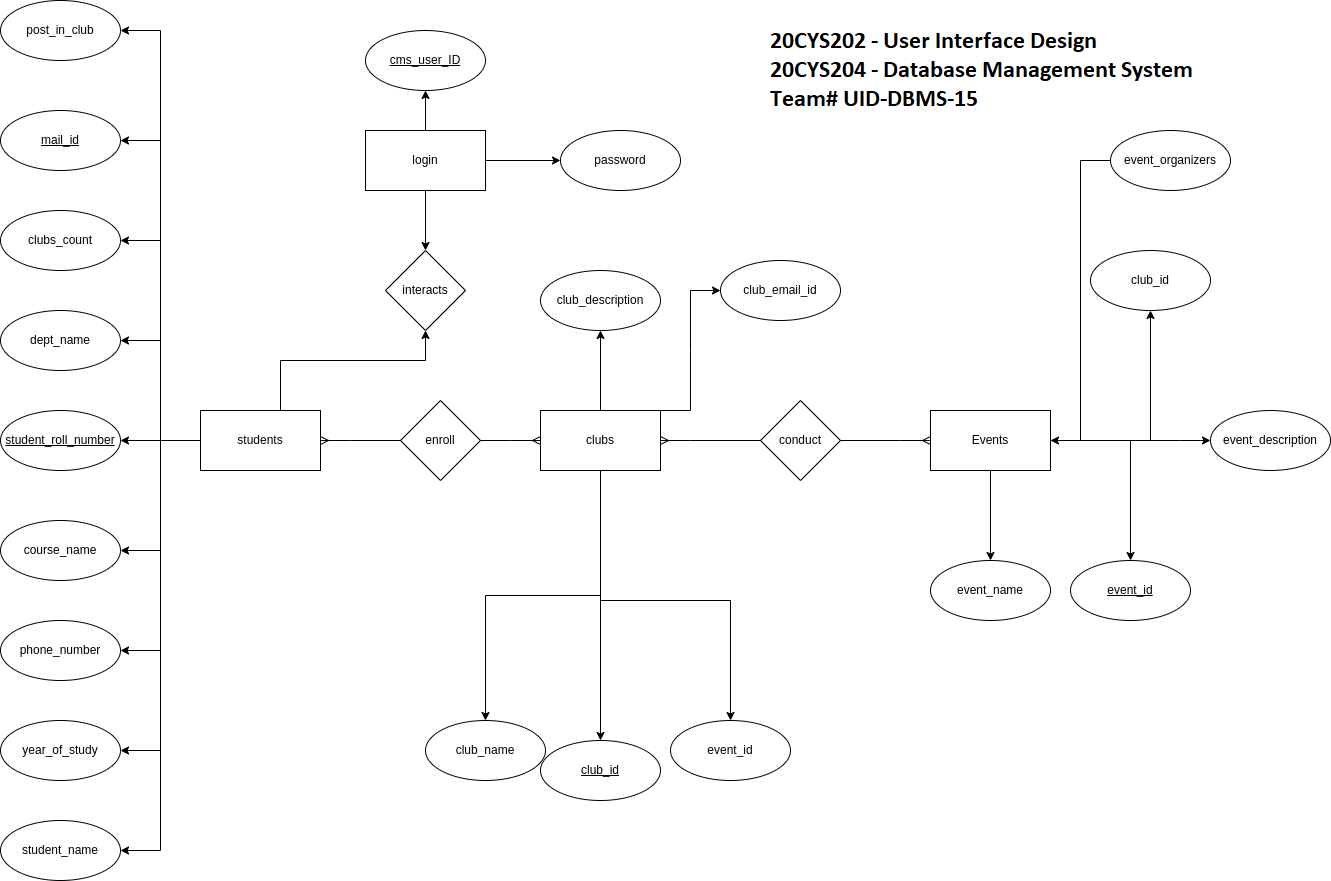 20CYS202 - User Interface Design
20CYS204 - Database Management System
Team# UID-DBMS-15
post_in_club
mail_id
clubs_count
dept_name
student_roll_number
course_name
phone_number
year_of_study
student_name
cms_user_ID
login
password
interacts
students
enroll
club_description
club_email_id
clubs
conduct
club_name
club_id
event_id
event_organizers
club_id
Events
event_description
event_name
event_id